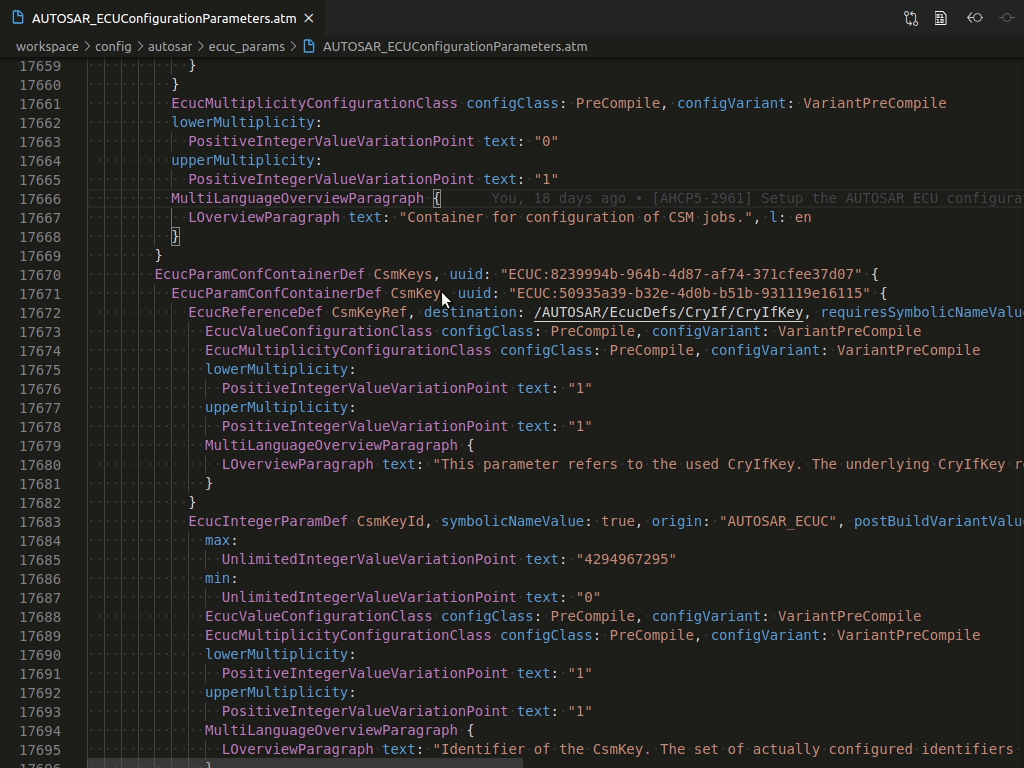 AUTOSAR_ECUConfigurationParameters.atm
workspace > config > autosar > ecuc_params > AUTOSAR_ECUConfigurationParameters.atm
17659 }
17660 }
17661 EcucMultiplicityConfigurationClass configClass: PreCompile, configVariant: VariantPreCompile
17662 lowerMultiplicity:
17663 PositiveIntegerValueVariationPoint text: "0"
17664 upperMultiplicity:
17665 PositiveIntegerValueVariationPoint text: "1"
17666 MultiLanguageOverviewParagraph { You, 18 days ago • [AHCP5-2961] Setup the AUTOSAR ECU configura
17667 LOverviewParagraph text: "Container for configuration of CSM jobs.", l: en
17668 }
17669 }
17670 EcucParamConfContainerDef CsmKeys, uuid: "ECUC:8239994b-964b-4d87-af74-371cfee37d07" {
17671 EcucParamConfContainerDef CsmKey, uuid: "ECUC:50935a39-b32e-4d0b-b51b-931119e16115" {
17672 EcucReferenceDef CsmKeyRef, destination: /AUTOSAR/EcucDefs/CryIf/CryIfKey, requiresSymbolicNameValu
17673 EcucValueConfigurationClass configClass: PreCompile, configVariant: VariantPreCompile
17674 EcucMultiplicityConfigurationClass configClass: PreCompile, configVariant: VariantPreCompile
17675 lowerMultiplicity:
17676 PositiveIntegerValueVariationPoint text: "1"
17677 upperMultiplicity:
17678 PositiveIntegerValueVariationPoint text: "1"
17679 MultiLanguageOverviewParagraph {
17680 LOverviewParagraph text: "This parameter refers to the used CryIfKey. The underlying CryIfKey r
17681 }
17682 }
17683 EcucIntegerParamDef CsmKeyId, symbolicNameValue: true, origin: "AUTOSAR_ECUC", postBuildVariantValu
17684 max:
17685 UnlimitedIntegerValueVariationPoint text: "4294967295"
17686 min:
17687 UnlimitedIntegerValueVariationPoint text: "0"
17688 EcucValueConfigurationClass configClass: PreCompile, configVariant: VariantPreCompile
17689 EcucMultiplicityConfigurationClass configClass: PreCompile, configVariant: VariantPreCompile
17690 lowerMultiplicity:
17691 PositiveIntegerValueVariationPoint text: "1"
17692 upperMultiplicity:
17693 PositiveIntegerValueVariationPoint text: "1"
17694 MultiLanguageOverviewParagraph {
17695 LOverviewParagraph text: "Identifier of the CsmKey. The set of actually configured identifiers
17696 }